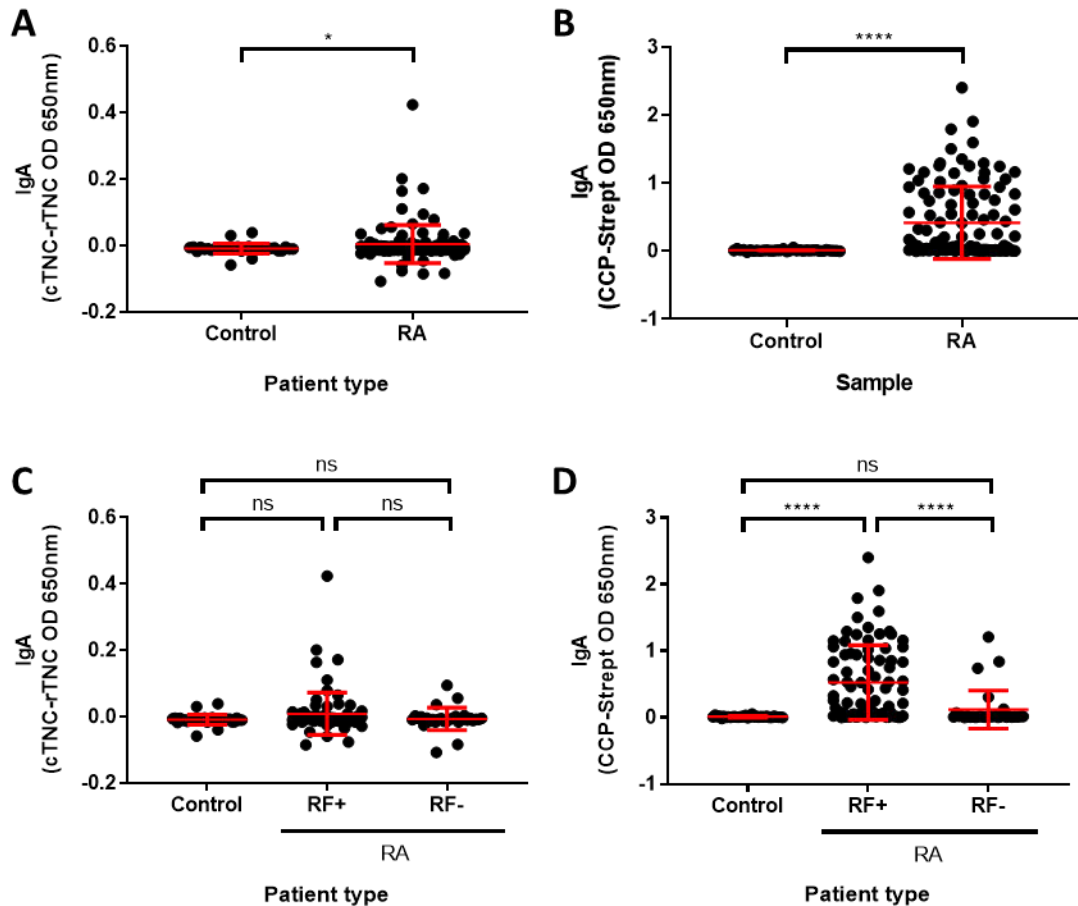 A
IgA
(cTNC-rTNC OD 650nm)
0.6
0.4
0.2
0.0
-0.2
*
Control
RA
Patient type
B
IgA
(CCP-Strept OD 650nm)
3
2
1
0
-1
****
Control
RA
Sample
C
IgA
(cTNC-rTNC OD 650nm)
0.6
0.4
0.2
0.0
-0.2
ns
ns
ns
Control
RF+
RF-
RA
Patient type
D
IgA
(CCP-Strept OD 650nm)
3
2
1
0
-1
ns
****
****
Control
RF+
RF-
RA
Patient type